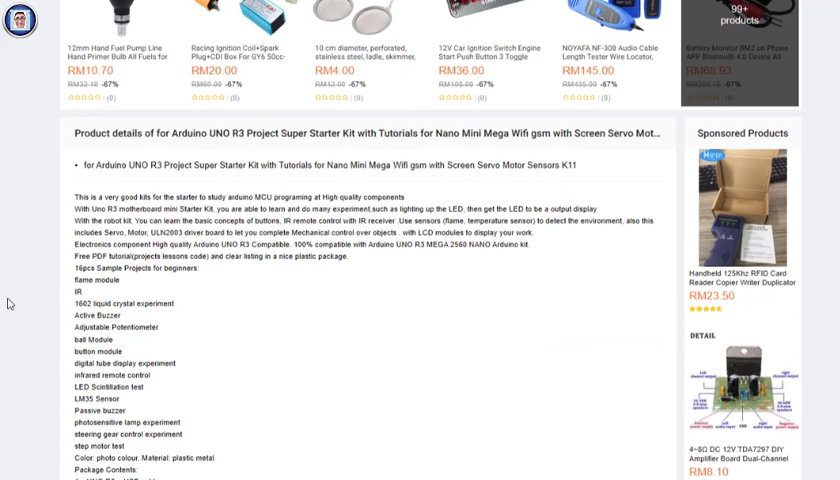 99+
products
12mm Hand Fuel Pump Line
Hand Primer Bulb All Fuels for
RM10.70
RM32.10 -67%
(0)
Racing Ignition Coil+Spark
Plug+CDI Box For GY6 50cc-
RM20.00
RM60.00 -67%
(0)
10 cm diameter, perforated,
stainless steel, ladle, skimmer,
RM4.00
RM12.00 -67%
(0)
12V Car Ignition Switch Engine
Start Push Button 3 Toggle
RM36.00
RM108.00 -67%
(0)
NOYAFA NF-308 Audio Cable
Length Tester Wire Locator,
RM145.00
RM435.00 -67%
(0)
Battery Monitor BM2 on Phone
APP Bluetooth 4.0 Device All
RM68.93
-67%
(0)
Product details of for Arduino UNO R3 Project Super Starter Kit with Tutorials for Nano Mini Mega Wifi gsm with Screen Servo Mot...
• for Arduino UNO R3 Project Super Starter Kit with Tutorials for Nano Mini Mega Wifi gsm with Screen Servo Motor Sensors K11
This is a very good kits for the starter to study arduino MCU programing at High quality components
With Uno R3 motherboard mini Starter Kit, you are able to learn and do many experiment,such as lighting up the LED, then get the LED to be a output display
With the robot kit, You can learn the basic concepts of buttons, IR remote control with IR receiver .Use sensors (flame, temperature sensor) to detect the environment, also this
includes Servo, Motor, ULN2003 driver board to let you complete Mechanical control over objects . with LCD modules to display your work.
Electronics component High quality Arduino UNO R3 Compatible. 100% compatible with Arduino UNO R3 MEGA 2560 NANO Arduino kit.
Free PDF tutorial(projects lessons code) and clear listing in a nice plastic package.
16pcs Sample Projects for beginners:
flame module
IR
1602 liquid crystal experiment
Active Buzzer
Adjustable Potentiometer
ball Module
button module
digital tube display experiment
infrared remote control
LED Scintillation test
LM35 Sensor
Passive buzzer
photosensitive lamp experiment
steering gear control experiment
step motor test
Color: photo colour, Material: plastic metal
Package Contents:
Sponsored Products
Handheld 125Khz RFID Card
Reader Copier Writer Duplicator
RM23.50
DETAIL
4~8Ω DC 12V TDA7297 DIY
Amplifier Board Dual-Channel
RM8.10